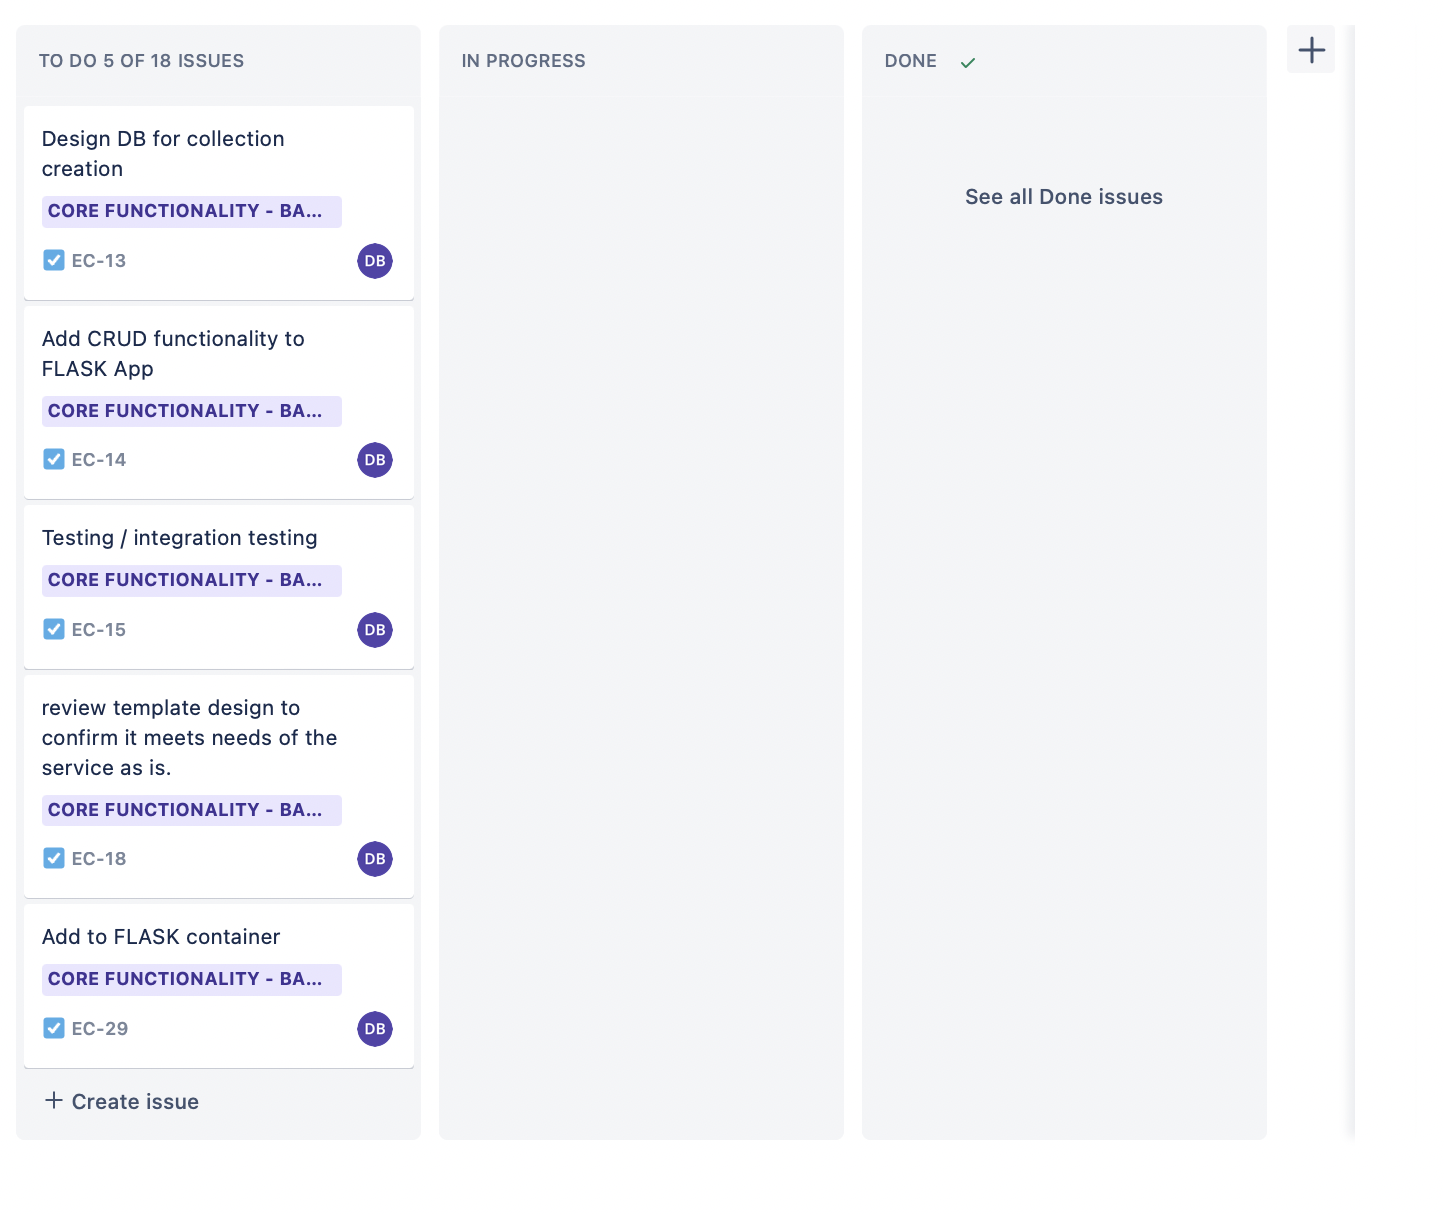 TO DO 5 OF 18 ISSUES
Design DB for collection
creation
CORE FUNCTIONALITY - BA...
EC-13
DB
Add CRUD functionality to
FLASK App
CORE FUNCTIONALITY - BA...
EC-14
DB
Testing / integration testing
CORE FUNCTIONALITY - BA...
EC-15
DB
review template design to
confirm it meets needs of the
service as is.
CORE FUNCTIONALITY - BA...
EC-18
DB
Add to FLASK container
CORE FUNCTIONALITY - BA...
EC-29
DB
+ Create issue
IN PROGRESS
DONE
See all Done issues